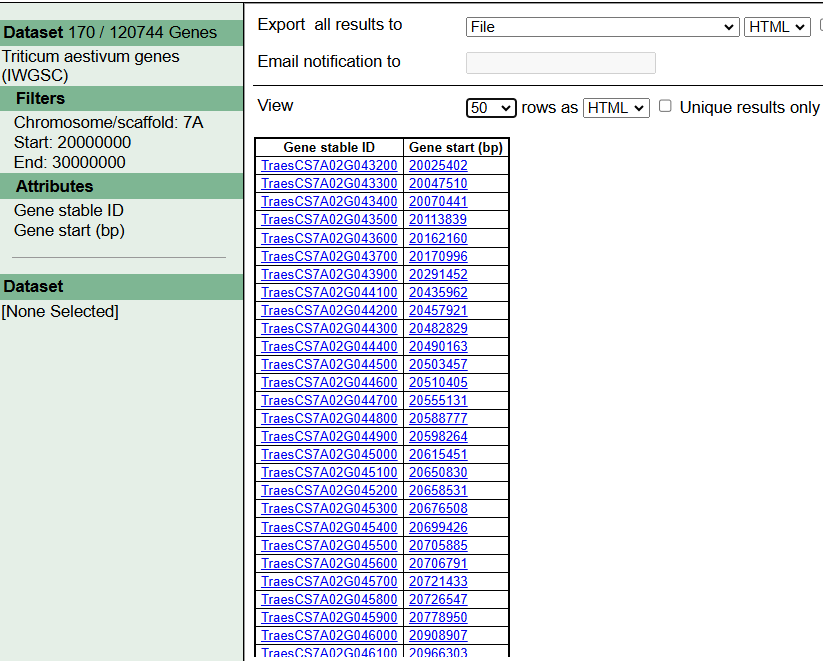 Dataset 170 / 120744 Genes
Triticum aestivum genes
(IWGSC)
Filters
Chromosome/scaffold: 7A
Start: 20000000
End: 30000000
Attributes
Gene stable ID
Gene start (bp)
Dataset
[None Selected]
Export all results to File HTML
Email notification to
View 50 rows as HTML Unique results only
Gene stable ID Gene start (bp)
TraesCS7A02G043200 20025402
TraesCS7A02G043300 20047510
TraesCS7A02G043400 20070441
TraesCS7A02G043500 20113839
TraesCS7A02G043600 20162160
TraesCS7A02G043700 20170996
TraesCS7A02G043900 20291452
TraesCS7A02G044100 20435962
TraesCS7A02G044200 20457921
TraesCS7A02G044300 20482829
TraesCS7A02G044400 20490163
TraesCS7A02G044500 20503457
TraesCS7A02G044600 20510405
TraesCS7A02G044700 20555131
TraesCS7A02G044800 20588777
TraesCS7A02G044900 20598264
TraesCS7A02G045000 20615451
TraesCS7A02G045100 20650830
TraesCS7A02G045200 20658531
TraesCS7A02G045300 20676508
TraesCS7A02G045400 20699426
TraesCS7A02G045500 20705885
TraesCS7A02G045600 20706791
TraesCS7A02G045700 20721433
TraesCS7A02G045800 20726547
TraesCS7A02G045900 20778950
TraesCS7A02G046000 20908907
TraesCS7A02G046100 20966303